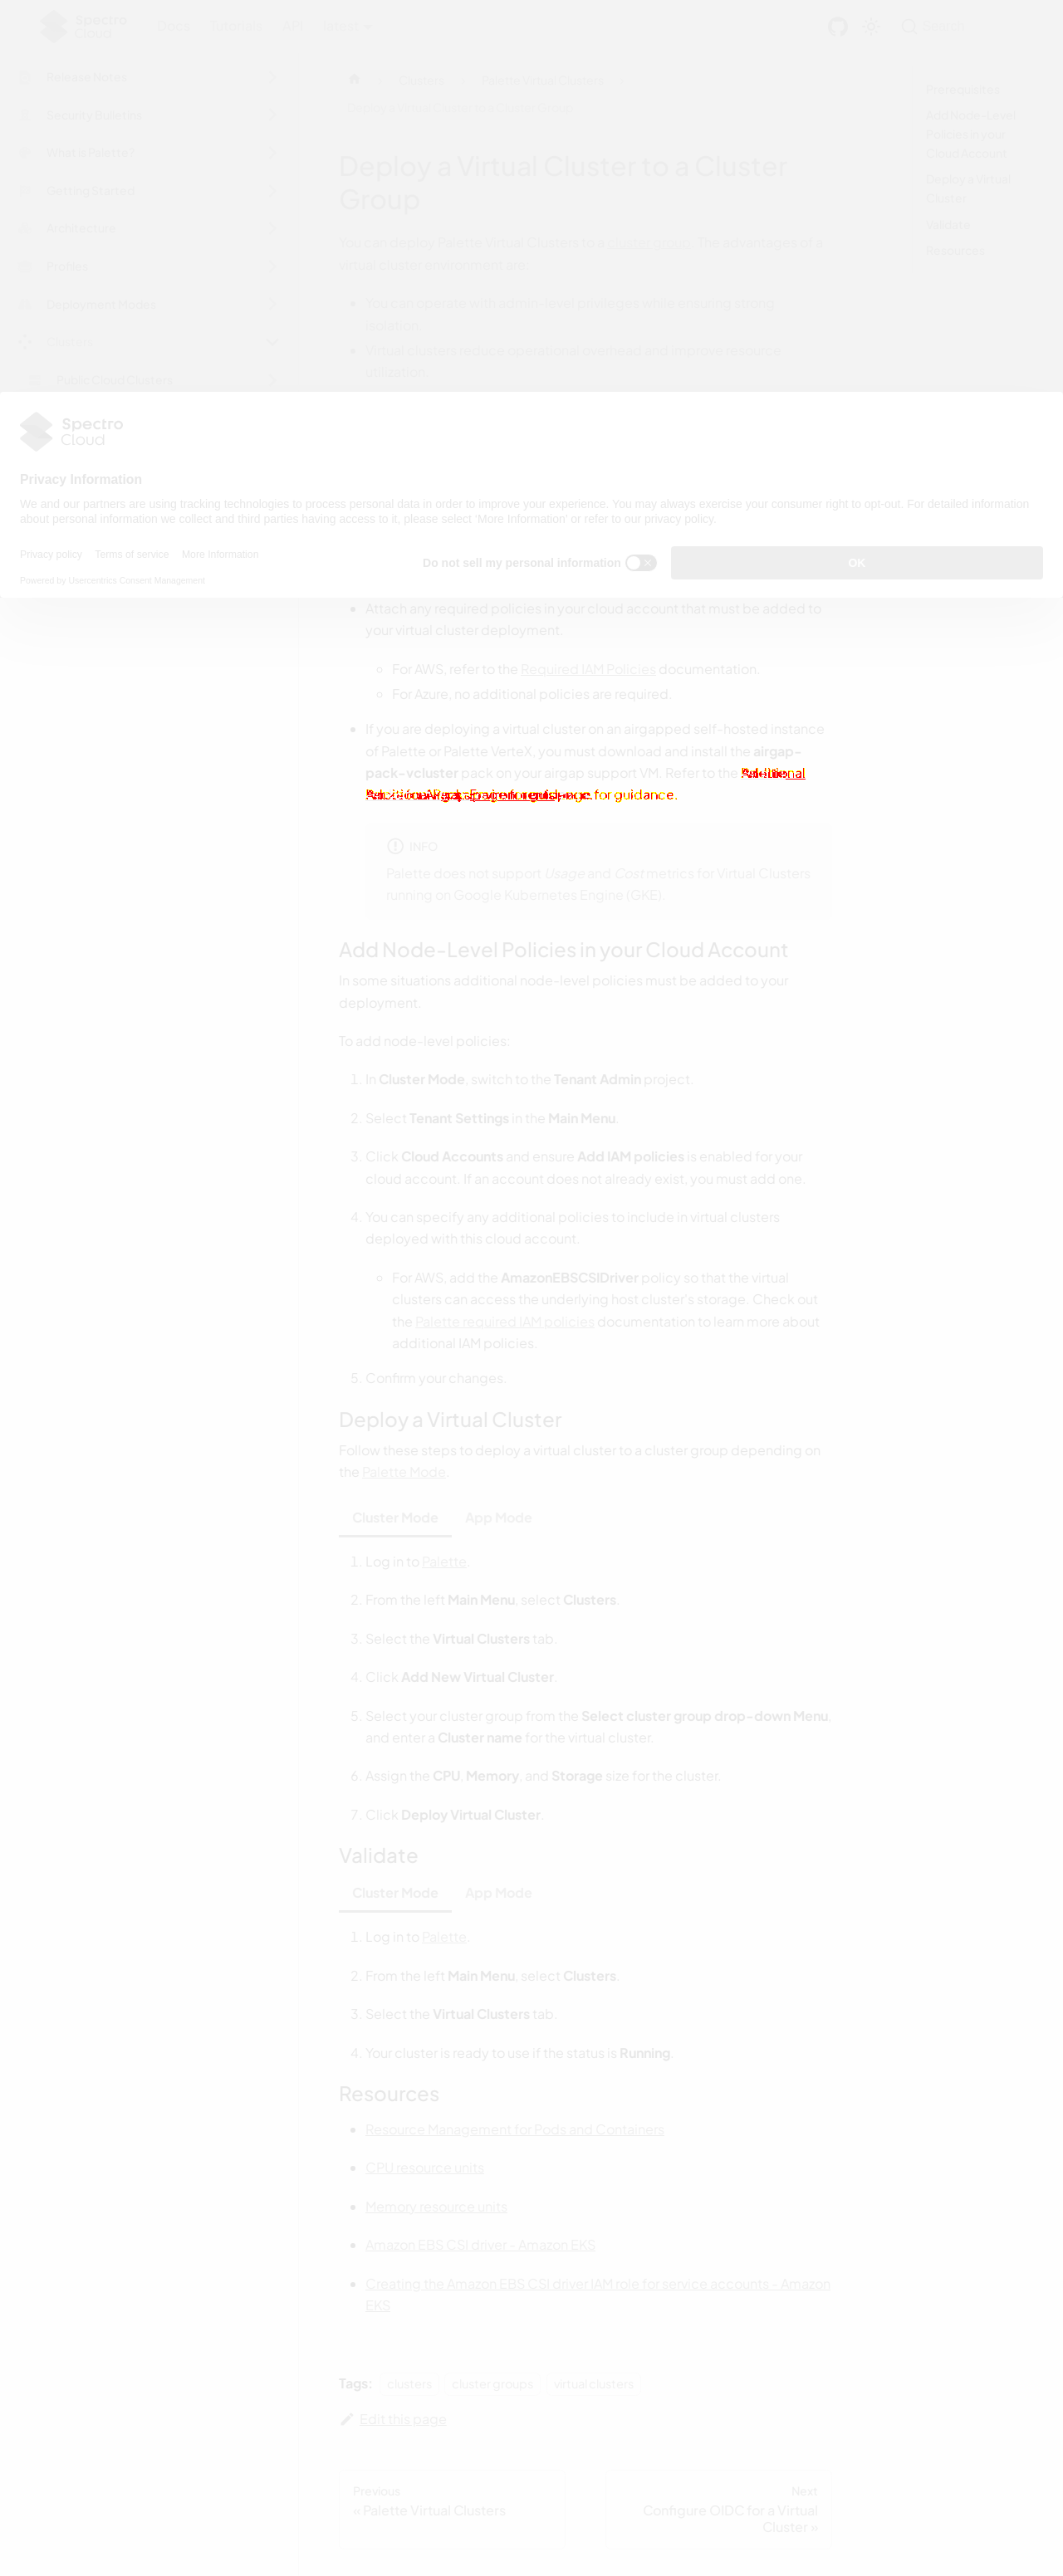 Spectro
Cloud
Docs
Tutorials
API
Search
Release Notes
Security Bulletins
What is Palette?
Getting Started
Architecture
Profiles
Deployment Modes
Clusters
Public Cloud Clusters
Clusters
Palette Virtual Clusters
Deploy a Virtual Cluster to a Cluster Group
Prerequisites
Add Node-Level
Policies in your
Cloud Account
Deploy a Virtual
Cluster
Validate
Resources
Deploy a Virtual Cluster to a Cluster
Group
You can deploy Palette Virtual Clusters to a cluster group. The advantages of a
virtual cluster environment are:
You can operate with admin-level privileges while ensuring strong
isolation.
Virtual clusters reduce operational overhead and improve resource
utilization.
Spectro
Cloud
Privacy Information
We and our partners are using tracking technologies to process personal data in order to improve your experience. You may always exercise your consumer right to opt-out. For detailed information
about personal information we collect and third parties having access to it, please select 'More Information' or refer to our privacy policy.
Privacy policy
Terms of service
More Information
Do not sell my personal information
OK
Powered by Usercentrics Consent Management
Attach any required policies in your cloud account that must be added to
your virtual cluster deployment.
For AWS, refer to the Required IAM Policies documentation.
For Azure, no additional policies are required.
If you are deploying a virtual cluster on an airgapped self-hosted instance
of Palette or Palette VerteX, you must download and install the airgap-
pack-vcluster pack on your airgap support VM. Refer to the
for guidance.
INFO
Palette does not support Usage and Cost metrics for Virtual Clusters
running on Google Kubernetes Engine (GKE).
Add Node-Level Policies in your Cloud Account
In some situations additional node-level policies must be added to your
deployment.
To add node-level policies:
1. In Cluster Mode, switch to the Tenant Admin project.
2. Select Tenant Settings in the Main Menu.
3. Click Cloud Accounts and ensure Add IAM policies is enabled for your
cloud account. If an account does not already exist, you must add one.
4. You can specify any additional policies to include in virtual clusters
deployed with this cloud account.
For AWS, add the AmazonEBSCSIDriver policy so that the virtual
clusters can access the underlying host cluster's storage. Check out
the Palette required IAM policies documentation to learn more about
additional IAM policies.
5. Confirm your changes.
Deploy a Virtual Cluster
Follow these steps to deploy a virtual cluster to a cluster group depending on
the Palette Mode.
Cluster Mode
App Mode
1. Log in to Palette.
2. From the left Main Menu, select Clusters.
3. Select the Virtual Clusters tab.
4. Click Add New Virtual Cluster.
5. Select your cluster group from the Select cluster group drop-down Menu,
and enter a Cluster name for the virtual cluster.
6. Assign the CPU, Memory, and Storage size for the cluster.
7. Click Deploy Virtual Cluster.
Validate
Cluster Mode
App Mode
1. Log in to Palette.
2. From the left Main Menu, select Clusters.
3. Select the Virtual Clusters tab.
4. Your cluster is ready to use if the status is Running.
Resources
Resource Management for Pods and Containers
CPU resource units
Memory resource units
Amazon EBS CSI driver - Amazon EKS
Creating the Amazon EBS CSI driver IAM role for service accounts - Amazon
EKS
Tags:
clusters
cluster groups
virtual clusters
Edit this page
Previous
« Palette Virtual Clusters
Next
Configure OIDC for a Virtual
Cluster »